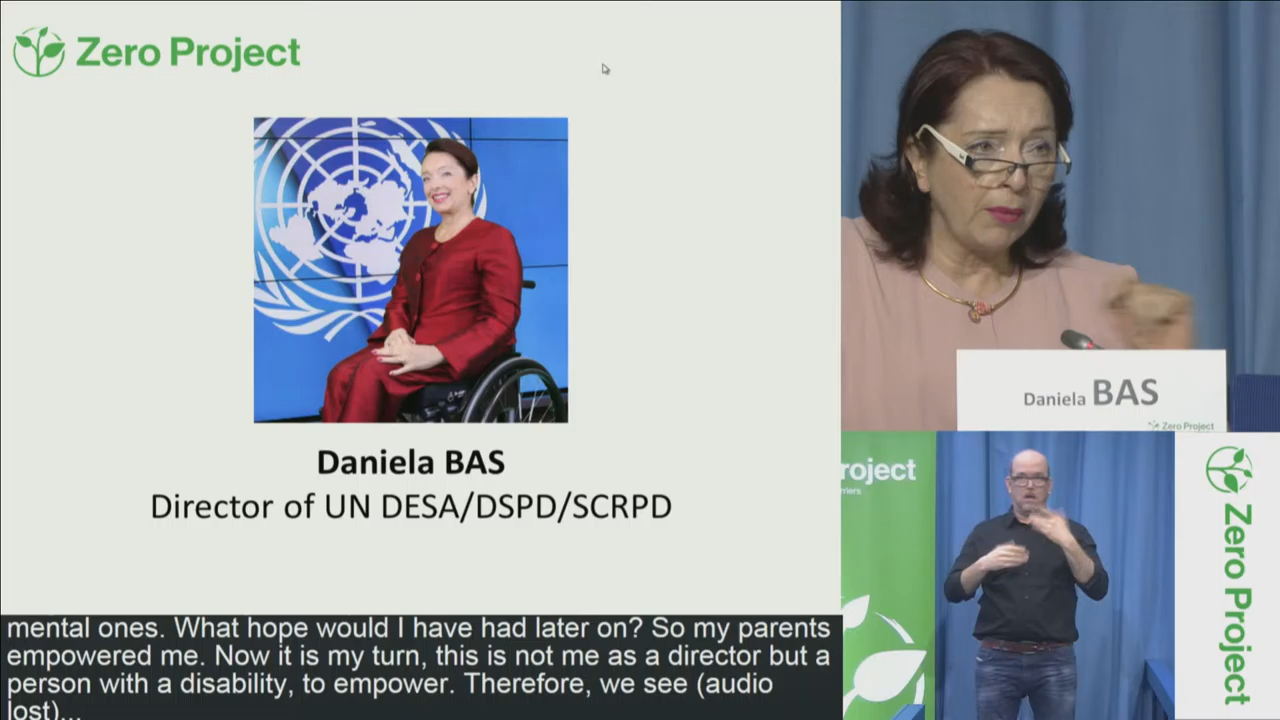 Zero Project
Daniela BAS
Director of UN DESA/DSPD/SCRPD
mental ones. What hope would I have had later on? So my parents
empowered me. Now it is my turn, this is not me as a director but a
person with a disability, to empower. Therefore, we see (audio
lost)...
Daniela BAS
Zero Project
roject
rriers
Zero Project